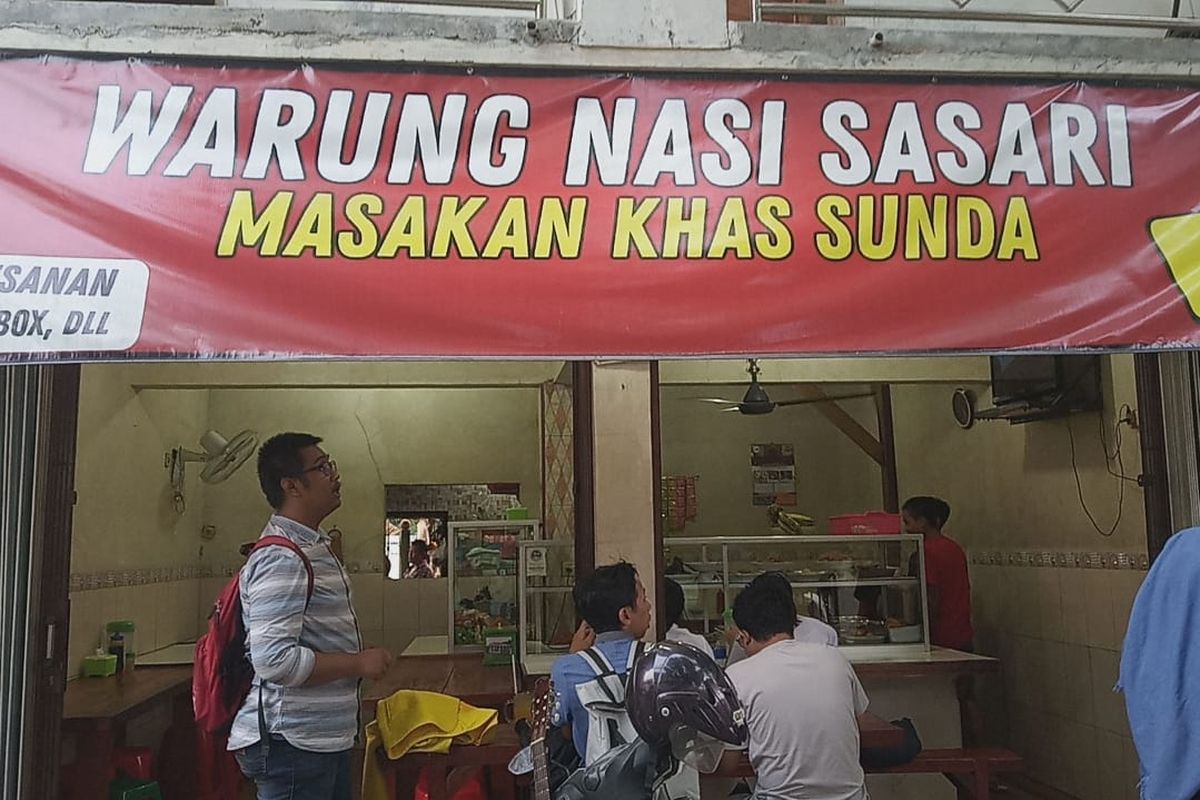 WARUNG NASI SASARI
MASAKAN KHAS SUNDA
SANAN
BOX, DLL